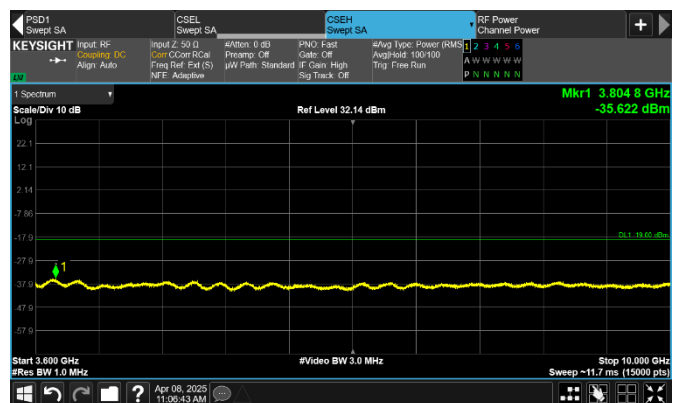 PSD1
Swept SA
CSEL
Swept SA
CSEH
Swept SA
RF Power
Channel Power
KEYSIGHT
Input: RF
Coupling: DC
Align: Auto
Input Z: 50 Ω
Corr CCorr RCal
Freq Ref: Ext (S)
NFE: Adaptive
#Atten: 0 dB
Preamp: Off
µW Path: Standard
PNO: Fast
Gate: Off
IF Gain: High
Sig Track: Off
#Avg Type: Power (RMS)
Avg|Hold: 100/100
Trig: Free Run
1 2 3 4 5 6
A W W W W W
P N N N N N
LXI
1 Spectrum
Mkr1 3.804 8 GHz
Scale/Div 10 dB
Ref Level 32.14 dBm
-35.622 dBm
Log
22.1
12.1
2.14
-7.86
-17.9
DL1 -19.00 dBm
-27.9
1
-37.9
-47.9
-57.9
Start 3.600 GHz
#Video BW 3.0 MHz
Stop 10.000 GHz
#Res BW 1.0 MHz
Sweep ~11.7 ms (15000 pts)
?
Apr 08, 2025
11:06:43 AM